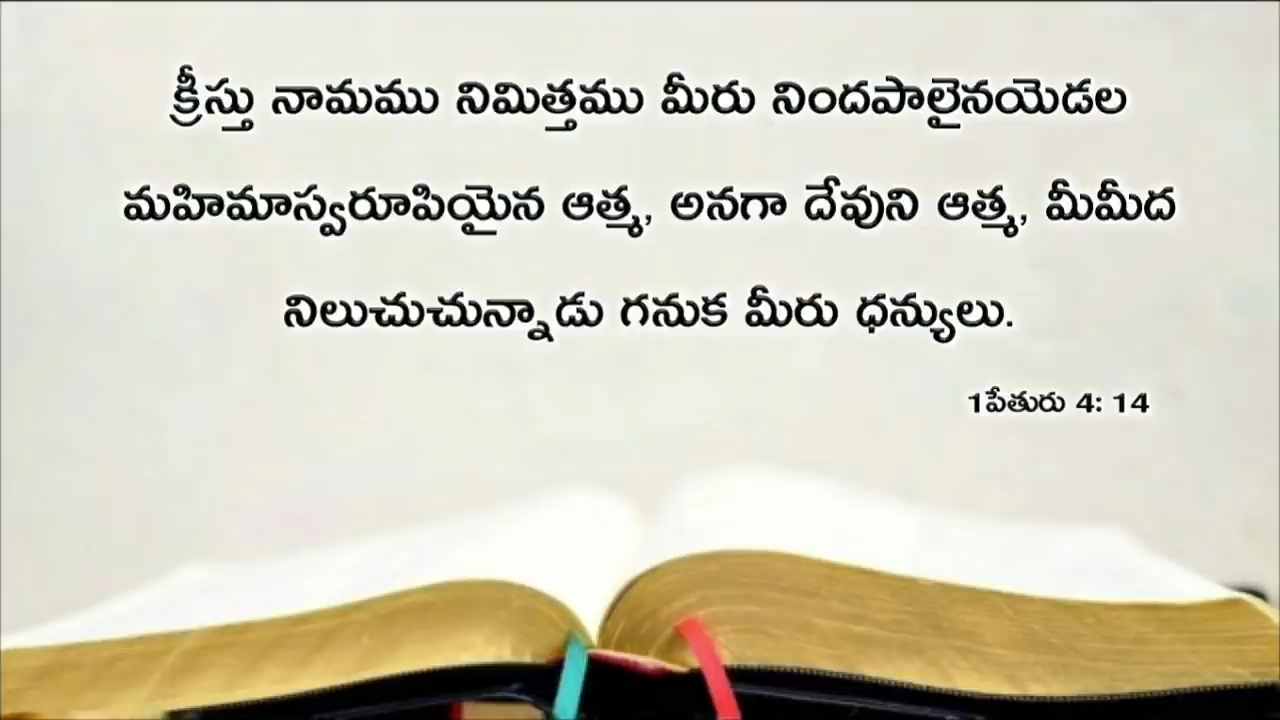 క్రీస్తు నామము నిమిత్తము మీరు నిందపాలైనయెడల
మహిమాస్వరూపియైన ఆత్మ, అనగా దేవుని ఆత్మ, మీమీద
నిలుచుచున్నాడు గనుక మీరు ధన్యులు.
1పేతురు 4: 14